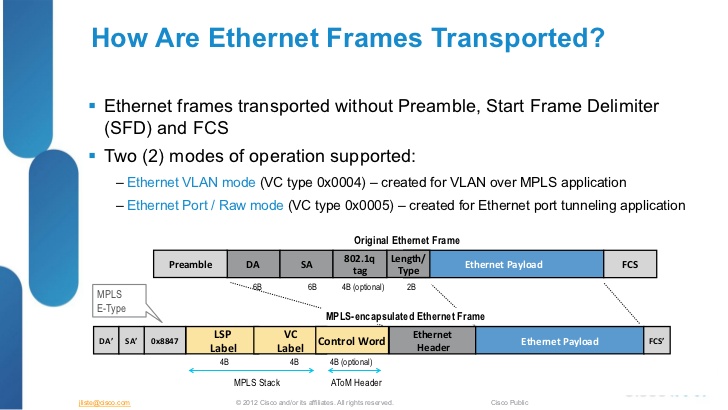 How Are Ethernet Frames Transported?
▪ Ethernet frames transported without Preamble, Start Frame Delimiter
(SFD) and FCS
▪ Two (2) modes of operation supported:
– Ethernet VLAN mode (VC type 0x0004) – created for VLAN over MPLS application
– Ethernet Port / Raw mode (VC type 0x0005) – created for Ethernet port tunneling application
Original Ethernet Frame
Preamble DA SA 802.1q tag Length/Type Ethernet Payload FCS
6B 6B 4B (optional) 2B
MPLS
E-Type
MPLS-encapsulated Ethernet Frame
DA’ SA’ 0x8847 LSP Label VC Label Control Word Ethernet Header Ethernet Payload FCS’
4B 4B 4B (optional)
MPLS Stack AToM Header
jliste@cisco.com © 2012 Cisco and/or its affiliates. All rights reserved. Cisco Public